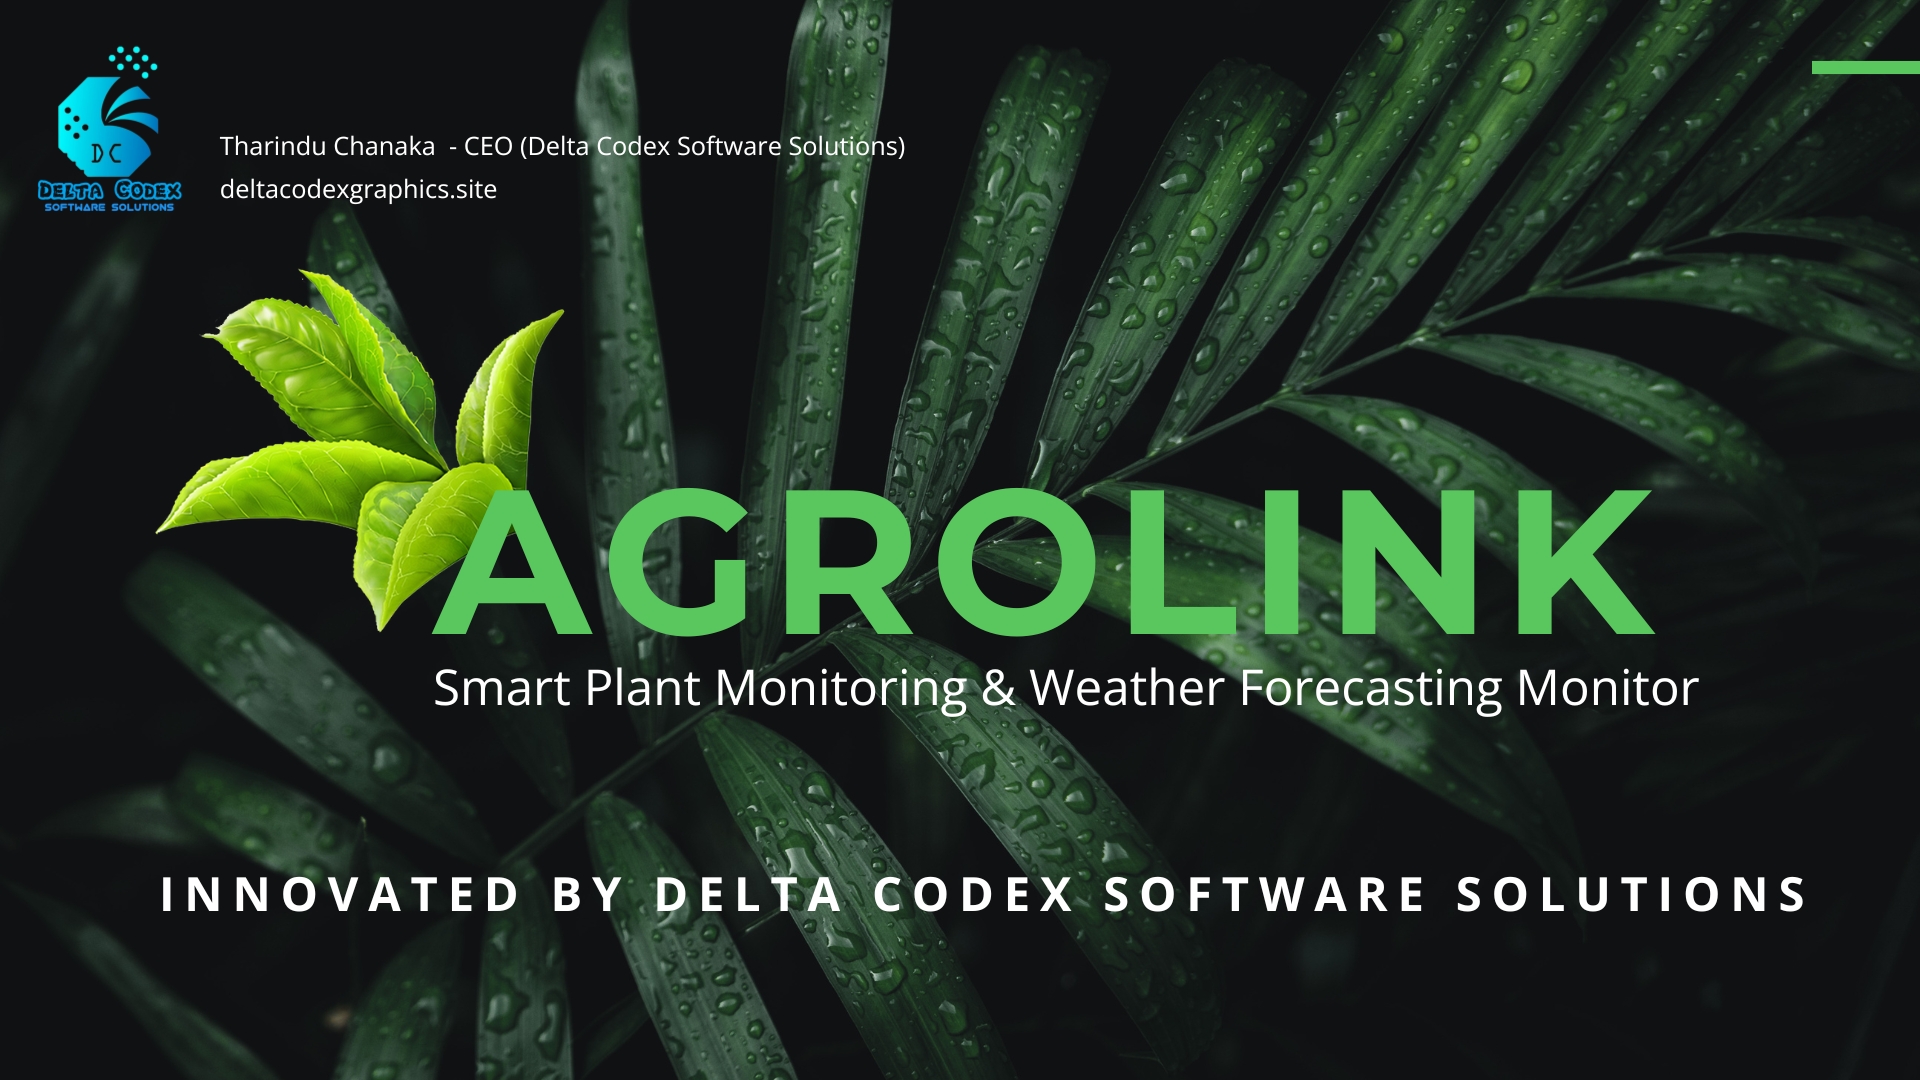 DC
DELTA CODEX
SOFTWARE SOLUTIONS
Tharindu Chanaka - CEO (Delta Codex Software Solutions)
deltacodexgraphics.site
AGROLINK
Smart Plant Monitoring & Weather Forecasting Monitor
INNOVATED BY DELTA CODEX SOFTWARE SOLUTIONS